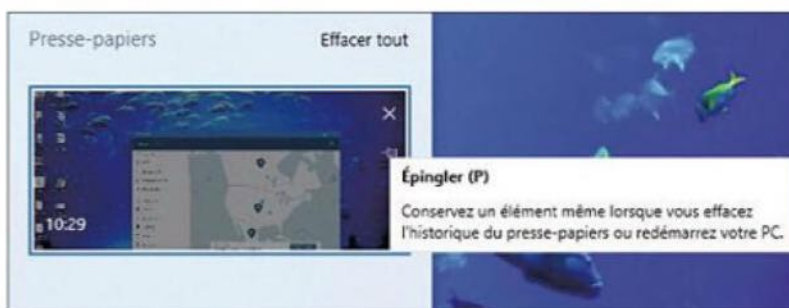 Presse-papiers Effacer tout
10:29
Épingler (P)
Conservez un élément même lorsque vous effacez
l'historique du presse-papiers ou redémarrez votre PC.